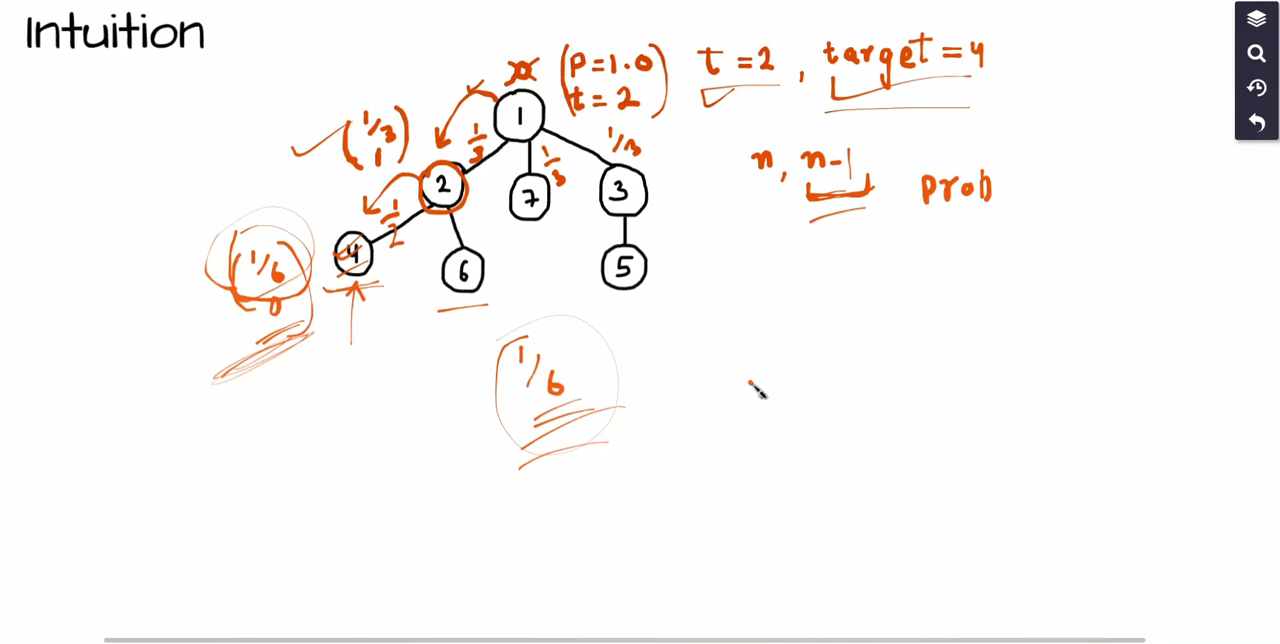 Intuition
(P=1.0) t=2, target=4
t=2
1
(1/3
1)
1/3 1/3 1/3
n, n-1 prob
2 7 3
1/2
(1/6
0)
4 6 5
1/6